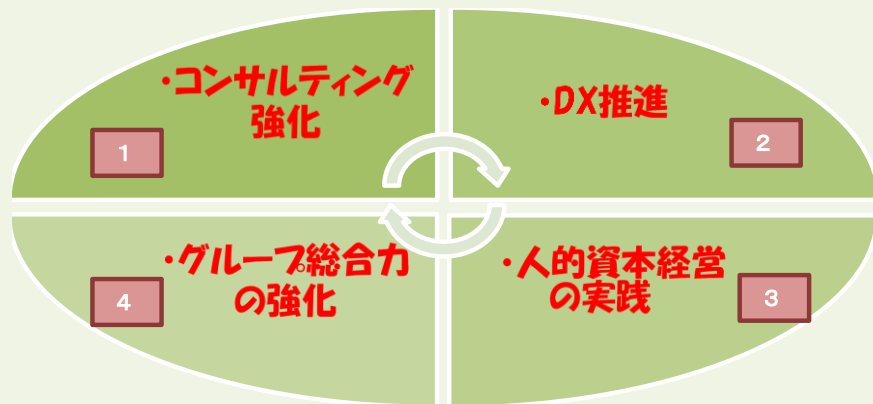 ・コンサルティング
強化
1
・DX推進
2
・人的資本経営
の実践
3
・グループ総合力
の強化
4